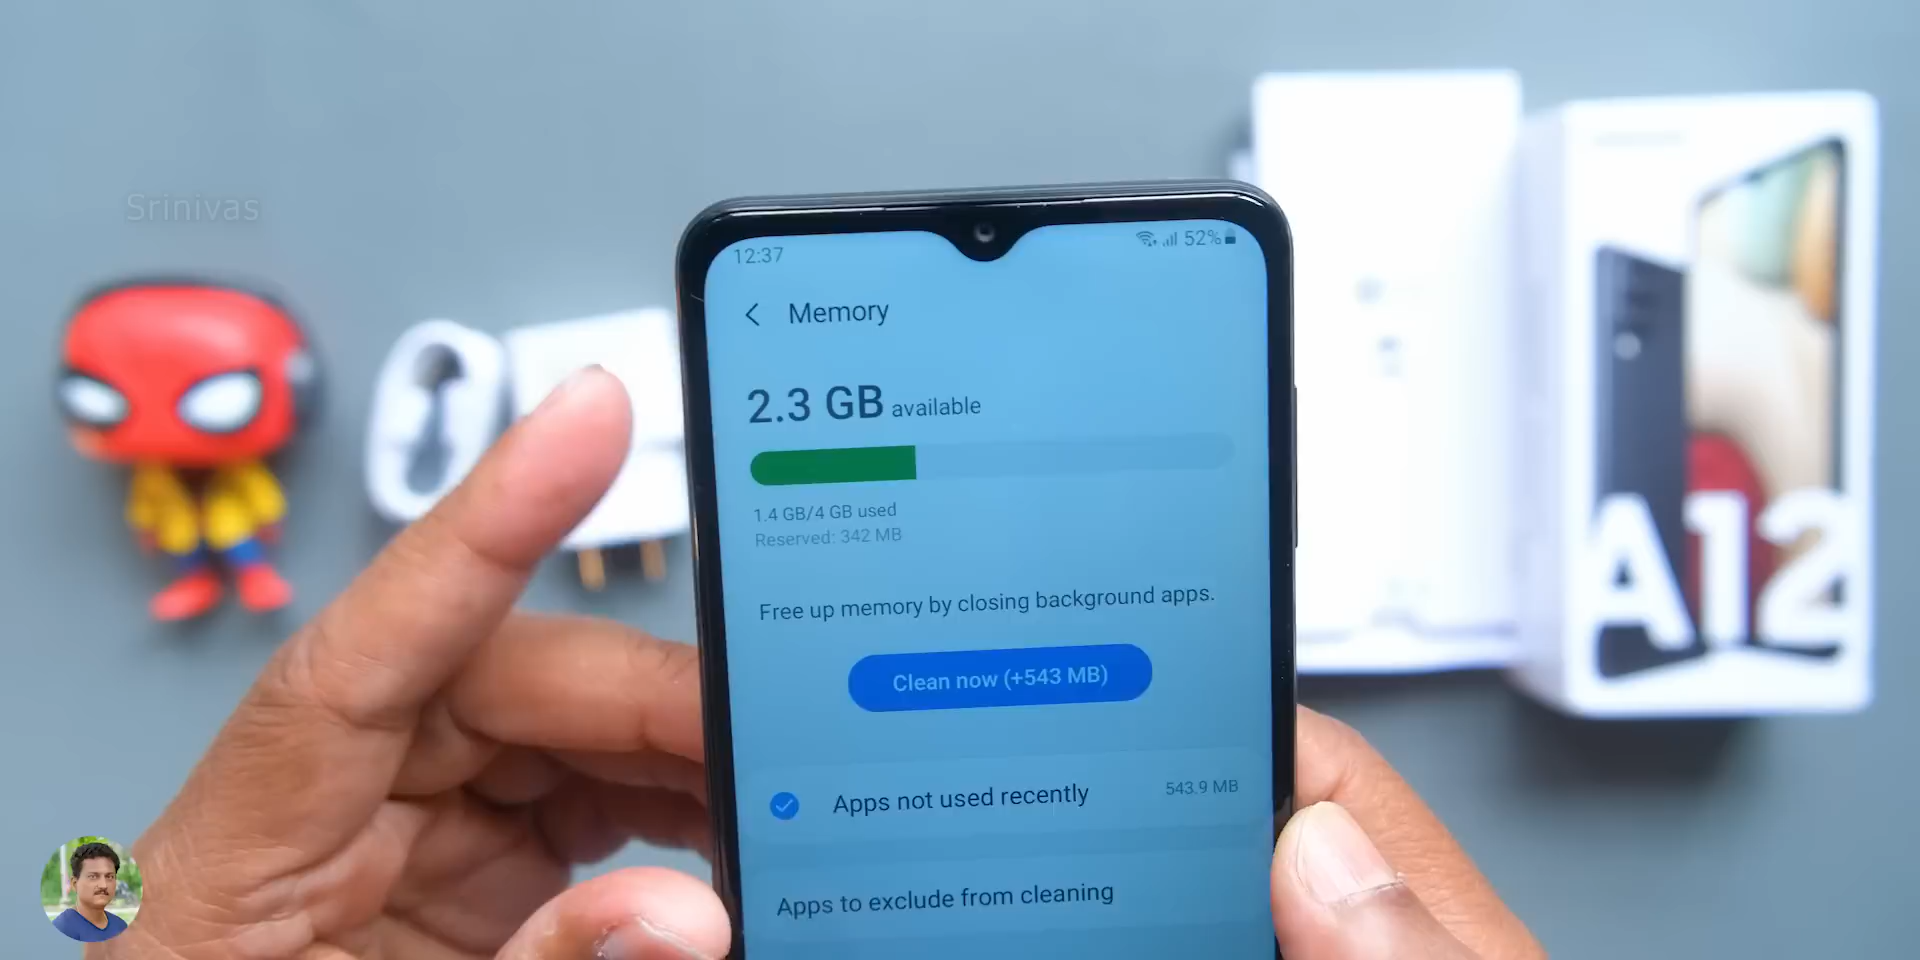 Srinivas
12:37
52%
Memory
2.3 GB available
1.4 GB/4 GB used
Reserved: 342 MB
Free up memory by closing background apps.
Clean now (+543 MB)
Apps not used recently
543.9 MB
Apps to exclude from cleaning
A12